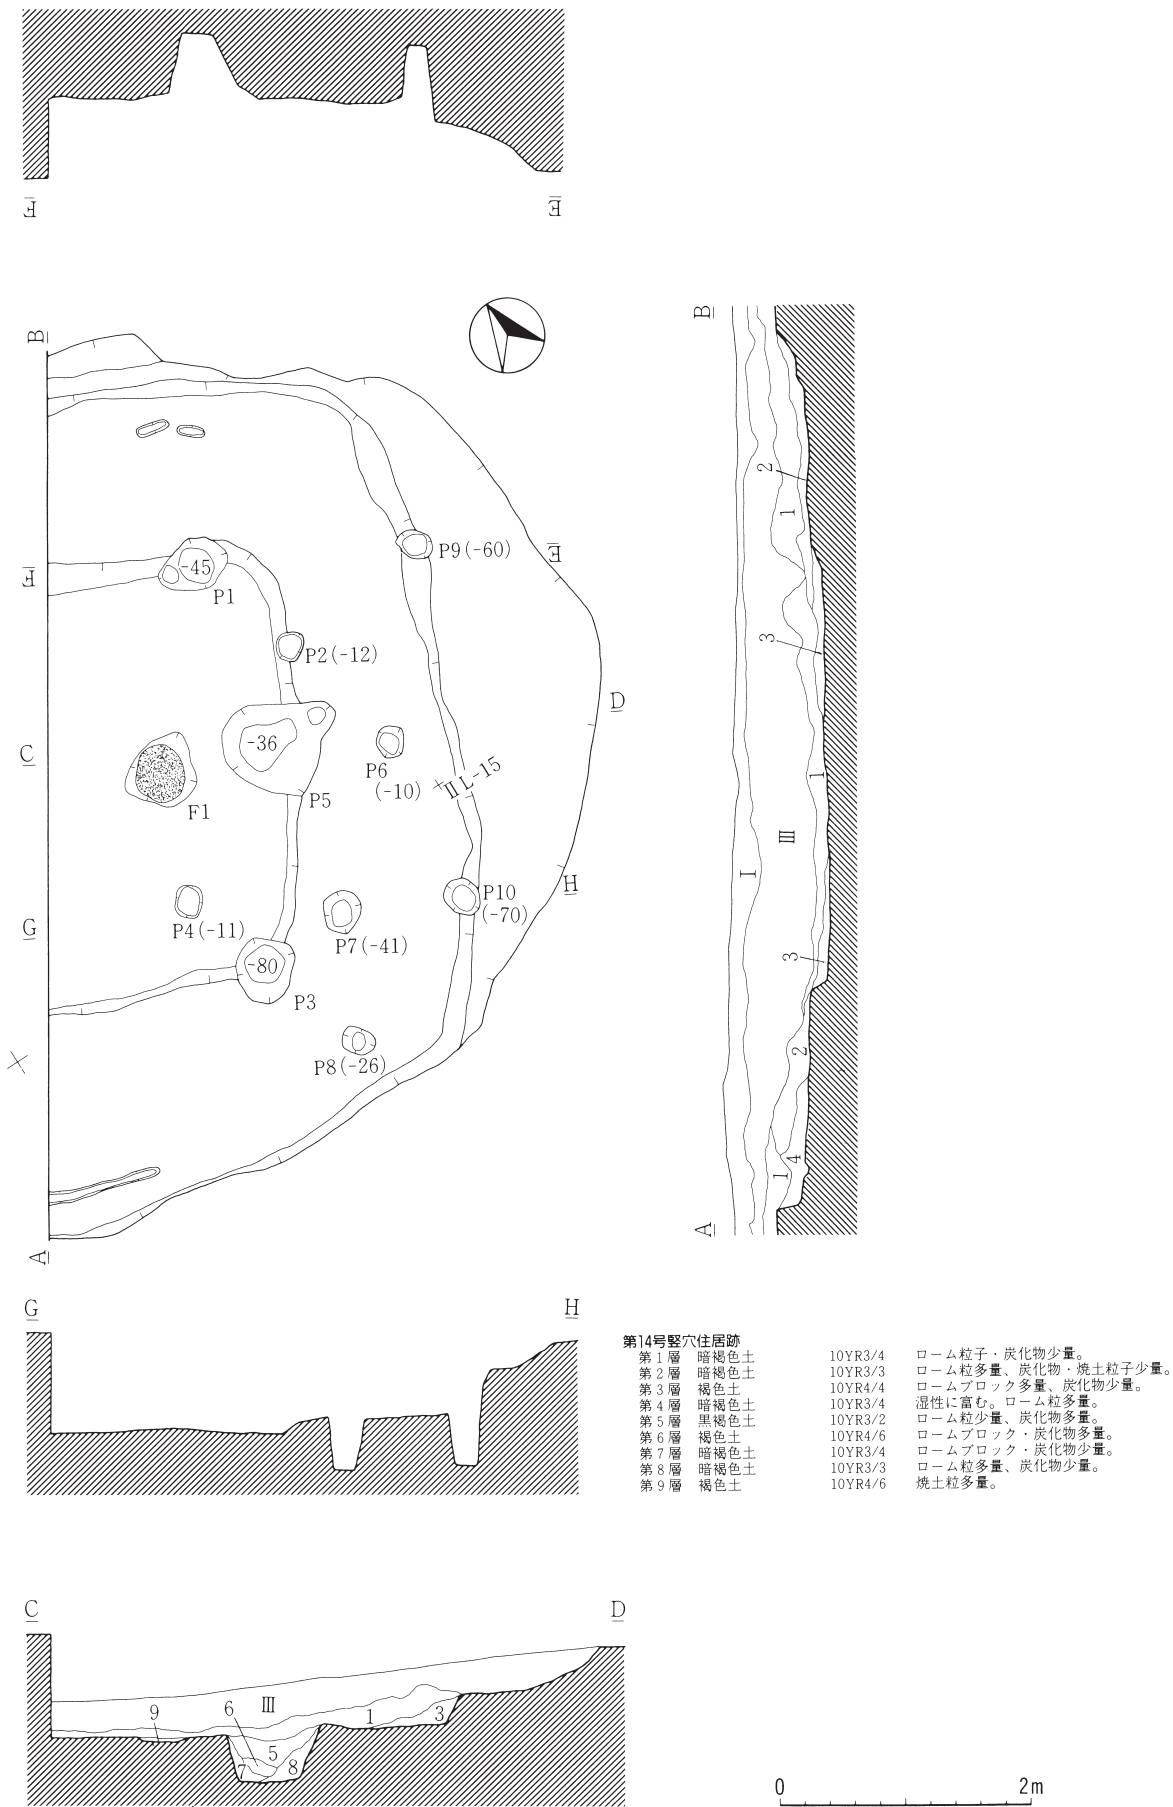 E
E
B
B
P9(-60)
E
E
-45
P1
P2(-12)
D
C
-36
P6
(-10)
ⅡL-15
F1
P5
H
G
P4(-11)
P7(-41)
P10
(-70)
-80
P3
P8(-26)
A
2
1
3
1
Ⅲ
I
3
2
4
1
A
G
H
第14号竪穴住居跡
第1層 暗褐色土 10YR3/4 ローム粒子・炭化物少量。
第2層 暗褐色土 10YR3/3 ローム粒多量、炭化物・焼土粒子少量。
第3層 褐色土 10YR4/4 ロームブロック多量、炭化物少量。
第4層 暗褐色土 10YR3/4 湿性に富む。ローム粒多量。
第5層 黒褐色土 10YR3/2 ローム粒少量、炭化物多量。
第6層 褐色土 10YR4/6 ロームブロック・炭化物多量。
第7層 暗褐色土 10YR3/4 ロームブロック・炭化物少量。
第8層 暗褐色土 10YR3/3 ローム粒多量、炭化物少量。
第9層 褐色土 10YR4/6 焼土粒多量。
C
D
9
6
Ⅲ
1
3
5
7
8
0 2m